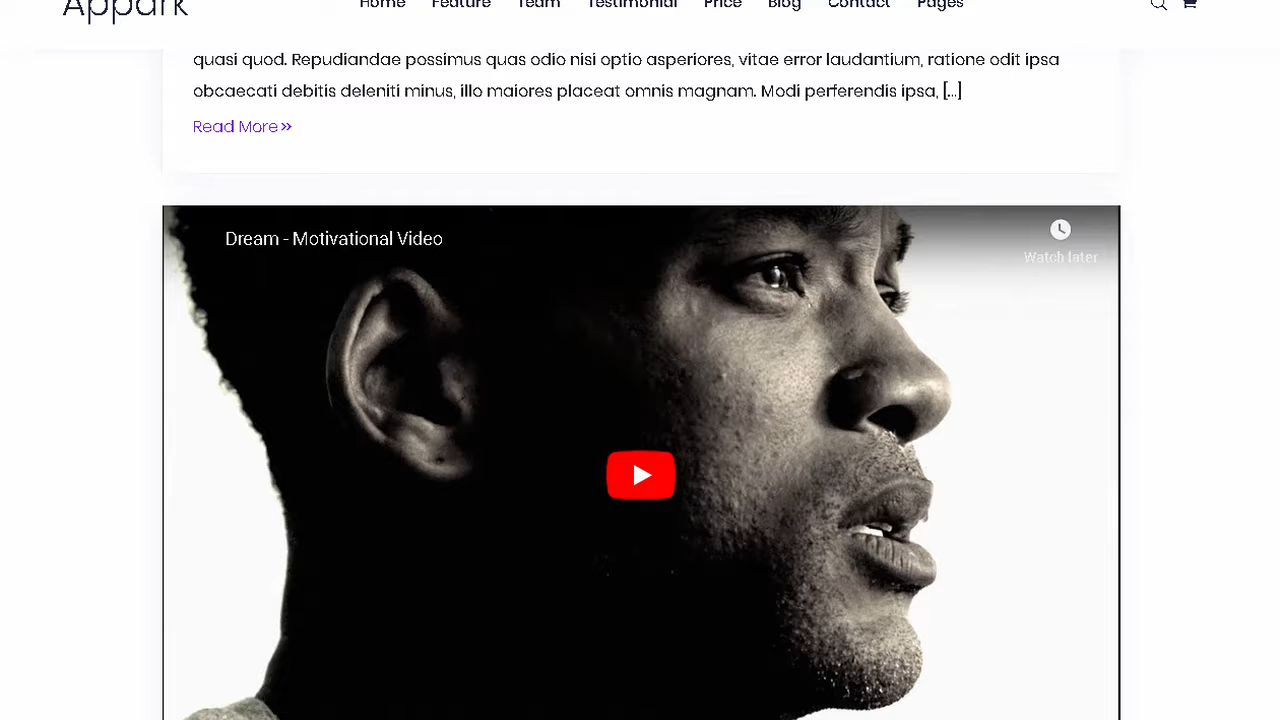 Appark
Home Feature Team Testimonial Price Blog Contact Pages
quasi quod. Repudiandae possimus quas odio nisi optio asperiores, vitae error laudantium, ratione odit ipsa
obcaecati debitis deleniti minus, illo maiores placeat omnis magnam. Modi perferendis ipsa, [...]
Read More »
Dream - Motivational Video
Watch later